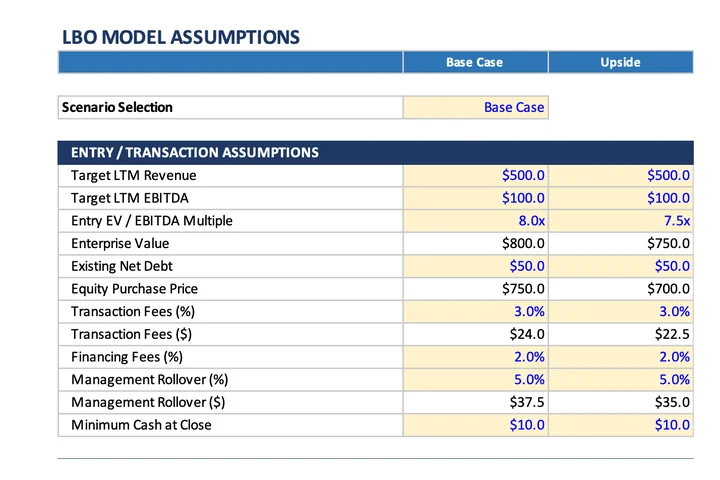 LBO MODEL ASSUMPTIONS
Base Case Upside
Scenario Selection Base Case
ENTRY / TRANSACTION ASSUMPTIONS
Target LTM Revenue $500.0 $500.0
Target LTM EBITDA $100.0 $100.0
Entry EV / EBITDA Multiple 8.0x 7.5x
Enterprise Value $800.0 $750.0
Existing Net Debt $50.0 $50.0
Equity Purchase Price $750.0 $700.0
Transaction Fees (%) 3.0% 3.0%
Transaction Fees ($) $24.0 $22.5
Financing Fees (%) 2.0% 2.0%
Management Rollover (%) 5.0% 5.0%
Management Rollover ($) $37.5 $35.0
Minimum Cash at Close $10.0 $10.0